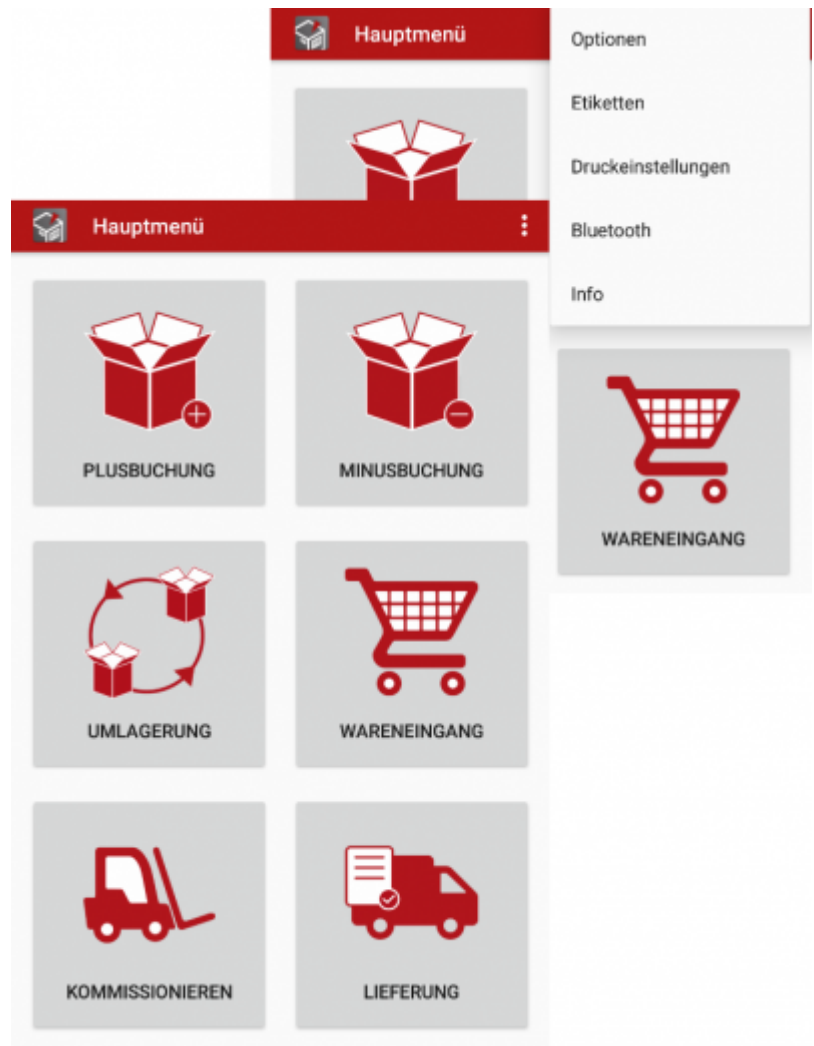 Hauptmenü
Optionen
Etiketten
Druckeinstellungen
Bluetooth
Info
Hauptmenü
PLUSBUCHUNG
MINUSBUCHUNG
WARENEINGANG
UMLAGERUNG
WARENEINGANG
KOMMISSIONIEREN
LIEFERUNG